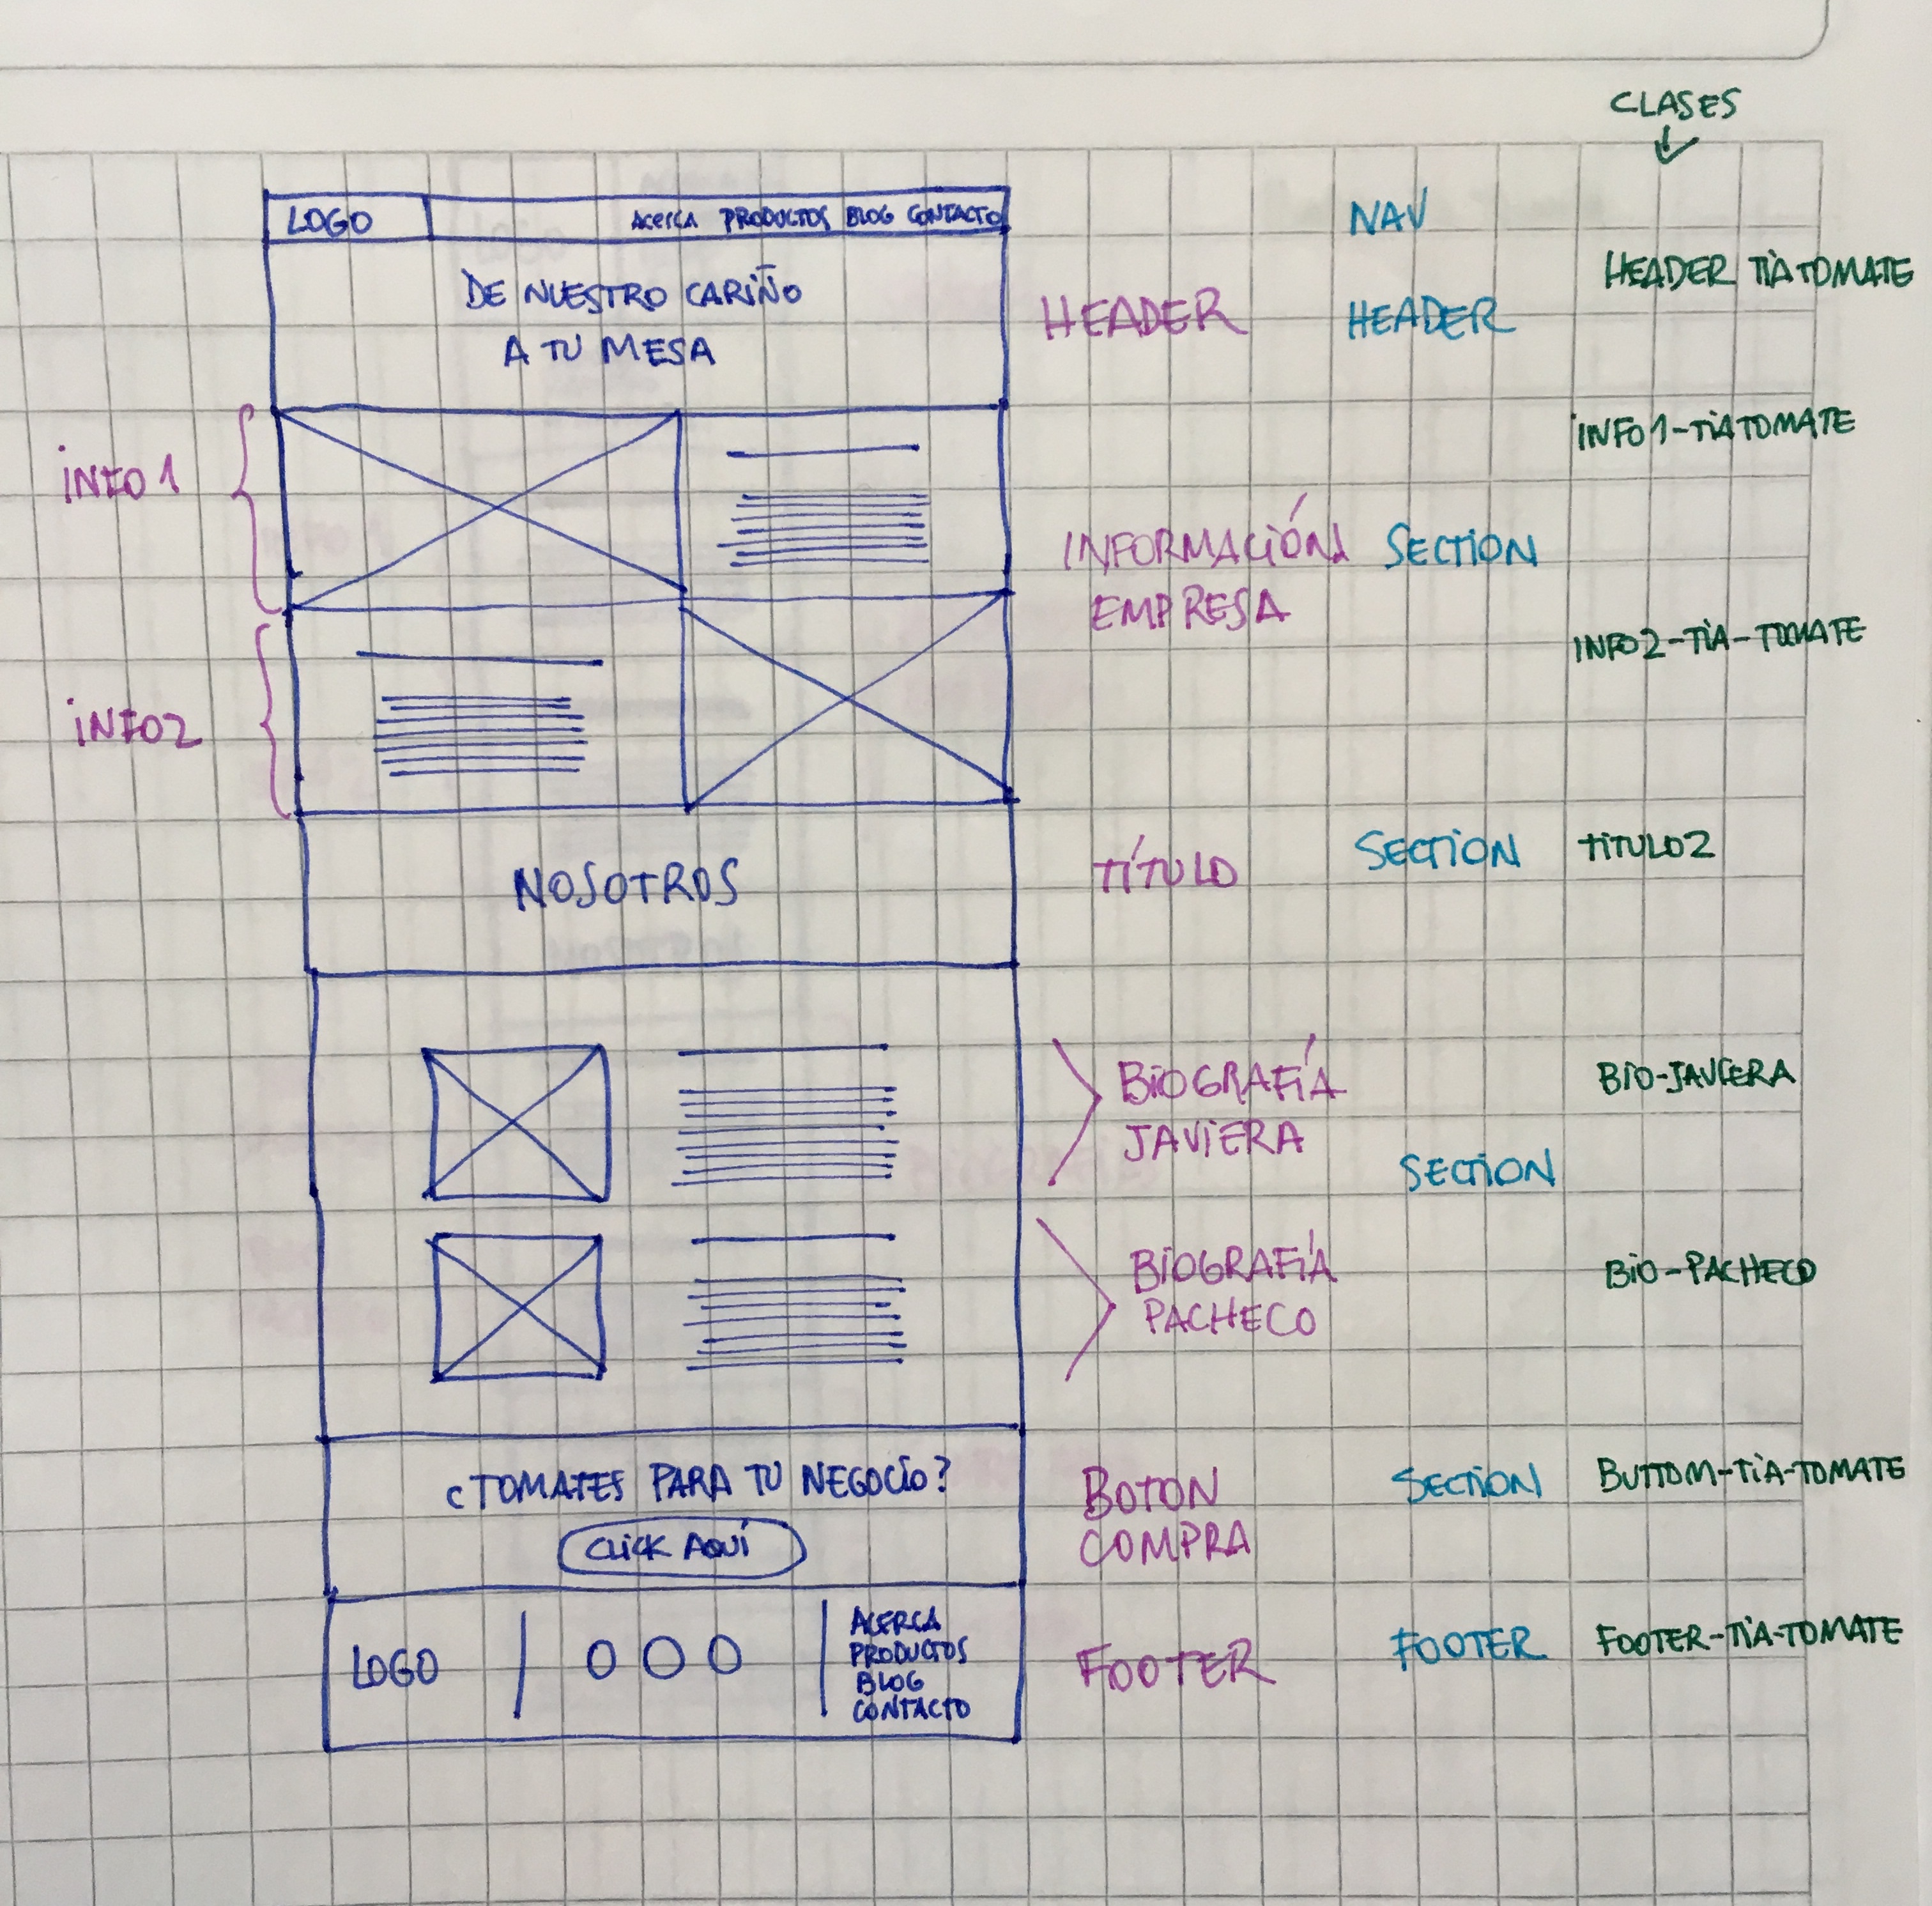 CLASES
LOGO ACERCA PRODUCTOS BLOG CONTACTO
NAV
HEADER TIATOMATE
DE NUESTRO CARIÑO
A TU MESA
HEADER
HEADER
INFO1
INFO1-TIATOMATE
INFORMACIÓN
EMPRESA
SECTION
INFO2-TIA-TOMATE
INFO2
NOSOTROS
TÍTULO
SECTION
TITULO2
BIOGRAFÍA
JAVIERA
BIO-JAVIERA
SECTION
BIOGRAFÍA
PACHECO
BIO-PACHECO
¿TOMATES PARA TU NEGOCIO?
CLICK AQUÍ
BOTON
COMPRA
SECTION
BUTTOM-TIA-TOMATE
LOGO
ACERCA
PRODUCTOS
BLOG
CONTACTO
FOOTER
FOOTER
FOOTER-TIA-TOMATE